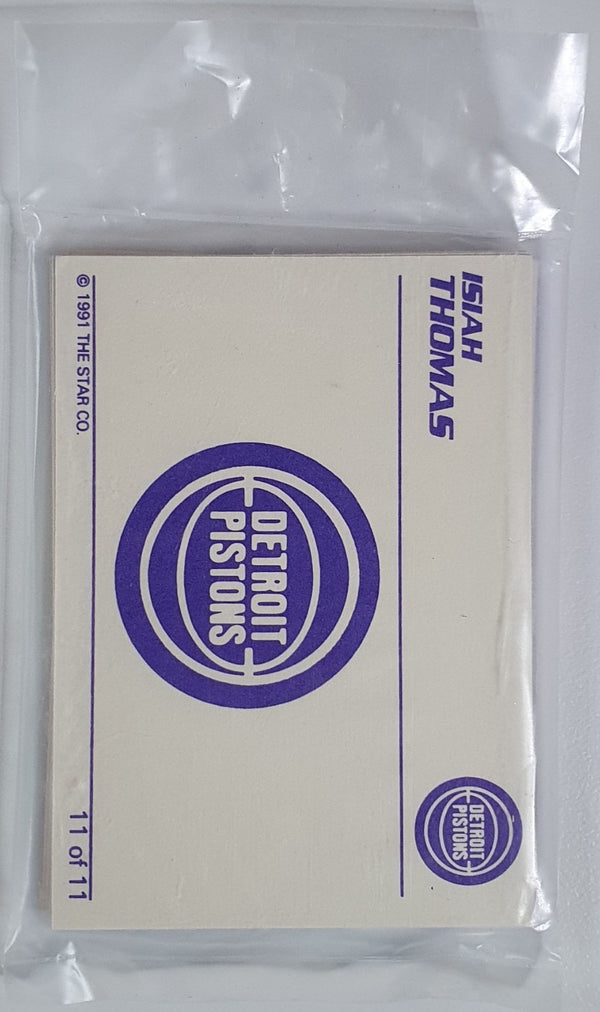 ISIAH
THOMAS
DETROIT
PISTONS
DETROIT
PISTONS
© 1991 THE STAR CO.
11 of 11